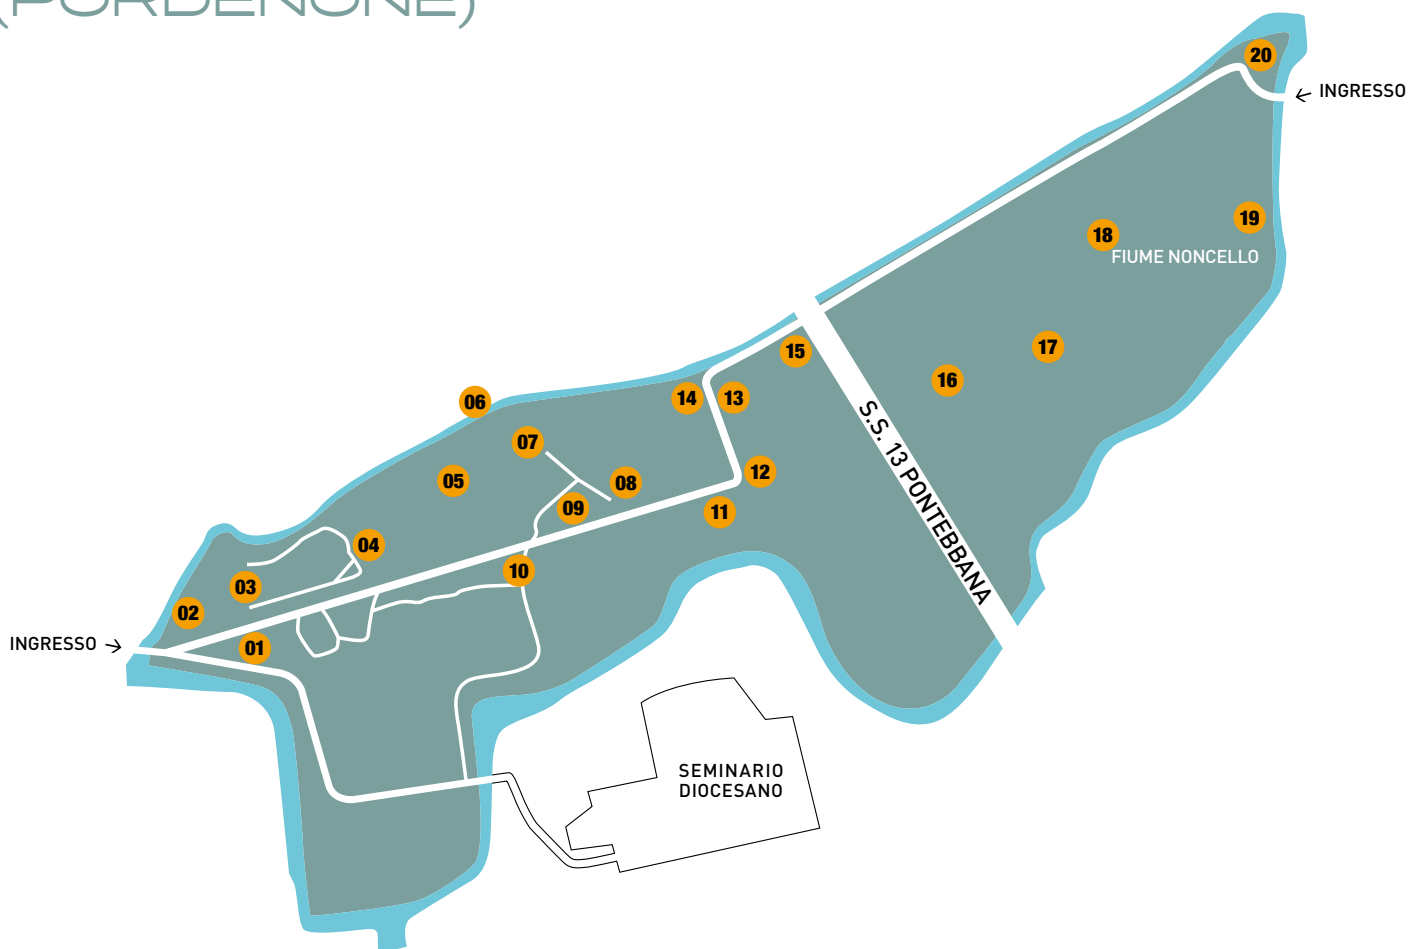 (PORDENONE)
20
INGRESSO
19
18
FIUME NONCELLO
17
15
16
14
13
06
S.S. 13 PONTEBBANA
07
12
05
08
09
11
04
10
03
02
INGRESSO
01
SEMINARIO
DIOCESANO